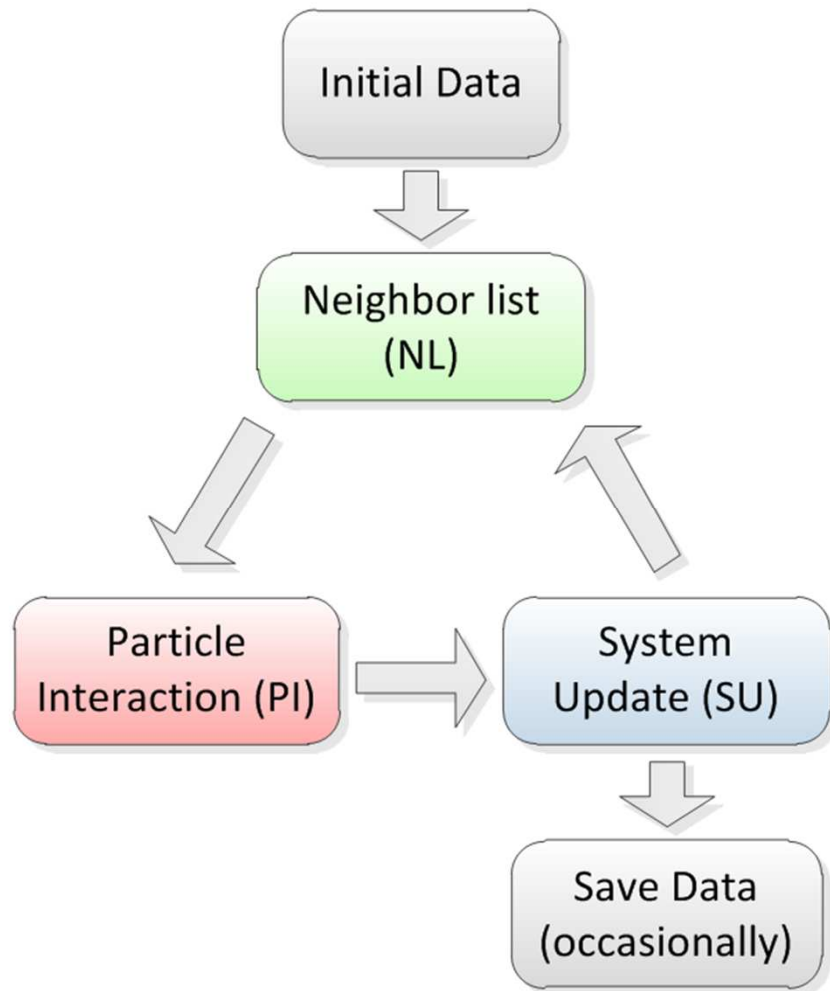 Initial Data
Neighbor list
(NL)
Particle
Interaction (PI)
System
Update (SU)
Save Data
(occasionally)